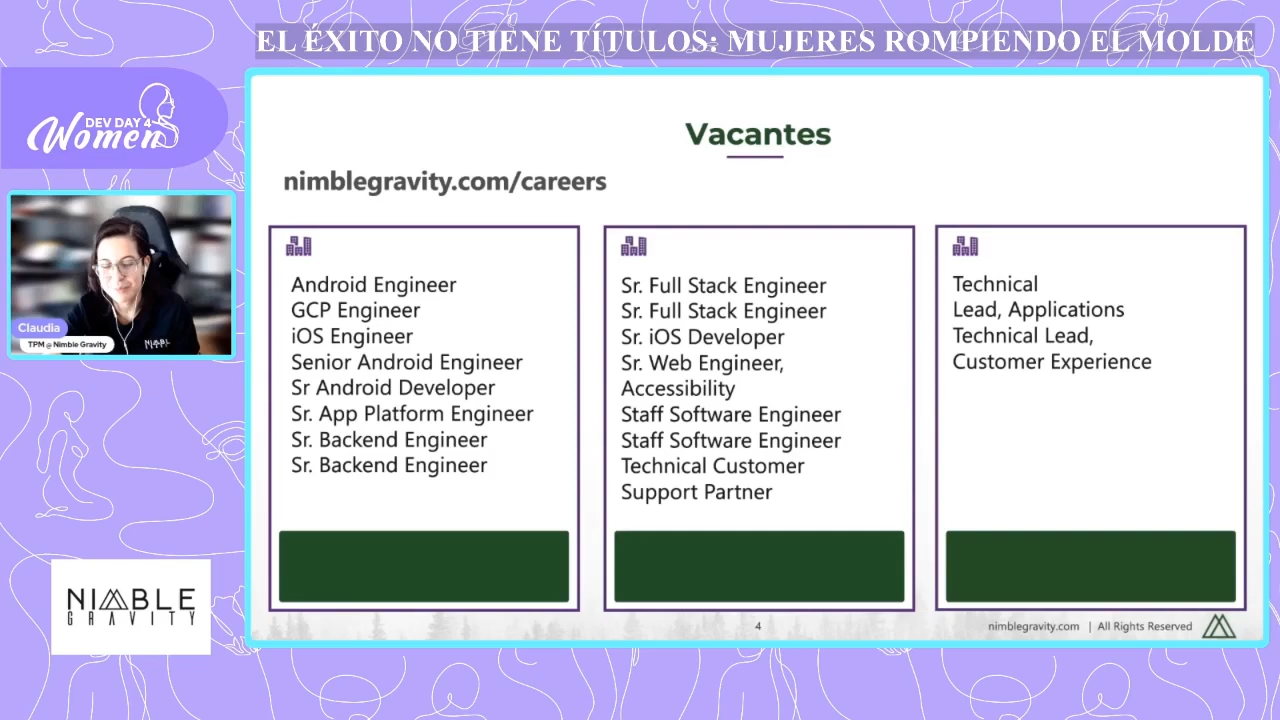 EL ÉXITO NO TIENE TÍTULOS: MUJERES ROMPIENDO EL MOLDE
DEV DAY 4
Women
Claudia
TPM @ Nimble Gravity
NIMBLE
GRAVITY
Vacantes
nimblegravity.com/careers
Android Engineer
GCP Engineer
iOS Engineer
Senior Android Engineer
Sr Android Developer
Sr. App Platform Engineer
Sr. Backend Engineer
Sr. Backend Engineer
Sr. Full Stack Engineer
Sr. Full Stack Engineer
Sr. iOS Developer
Sr. Web Engineer,
Accessibility
Staff Software Engineer
Staff Software Engineer
Technical Customer
Support Partner
Technical
Lead, Applications
Technical Lead,
Customer Experience
4
nimblegravity.com | All Rights Reserved